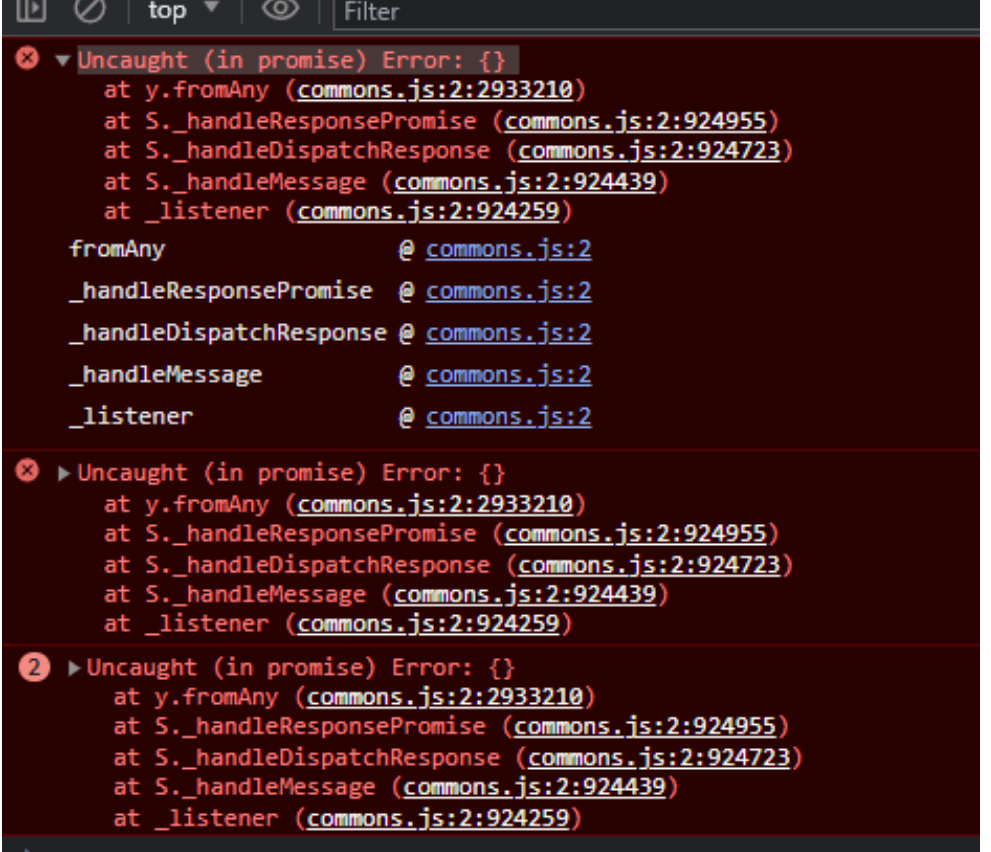 top ▼ Filter
▼Uncaught (in promise) Error: {}
at y.fromAny (commons.js:2:2933210)
at S._handleResponsePromise (commons.js:2:924955)
at S._handleDispatchResponse (commons.js:2:924723)
at S._handleMessage (commons.js:2:924439)
at _listener (commons.js:2:924259)
fromAny @ commons.js:2
_handleResponsePromise @ commons.js:2
_handleDispatchResponse @ commons.js:2
_handleMessage @ commons.js:2
_listener @ commons.js:2
▶Uncaught (in promise) Error: {}
at y.fromAny (commons.js:2:2933210)
at S._handleResponsePromise (commons.js:2:924955)
at S._handleDispatchResponse (commons.js:2:924723)
at S._handleMessage (commons.js:2:924439)
at _listener (commons.js:2:924259)
2 ▶Uncaught (in promise) Error: {}
at y.fromAny (commons.js:2:2933210)
at S._handleResponsePromise (commons.js:2:924955)
at S._handleDispatchResponse (commons.js:2:924723)
at S._handleMessage (commons.js:2:924439)
at _listener (commons.js:2:924259)